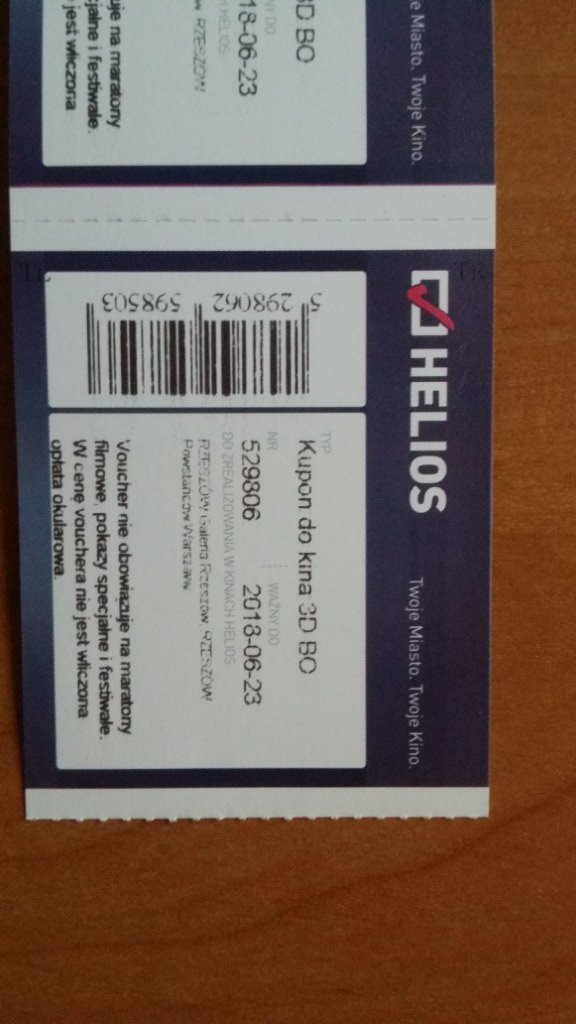 HELIOS
Twoje Miasto. Twoje Kino.
TYP
Kupon do kina 3D BO
NR
529806
WAŻNY DO
2018-06-23
DO ZREALIZOWANIA W KINACH HELIOS:
RZESZÓW Galeria Rzeszów, RZESZÓW
Powstańców Warszawy
Voucher nie obowiązuje na maratony
filmowe, pokazy specjalne i festiwale.
W cenę vouchera nie jest wliczona
opłata okularowa.
5 298062 598503
e Miasto. Twoje Kino.
3D BO
NY DO
18-06-23
H HELIOS:
w, RZESZÓW
uje na maratony
cjalne i festiwale.
jest wliczona